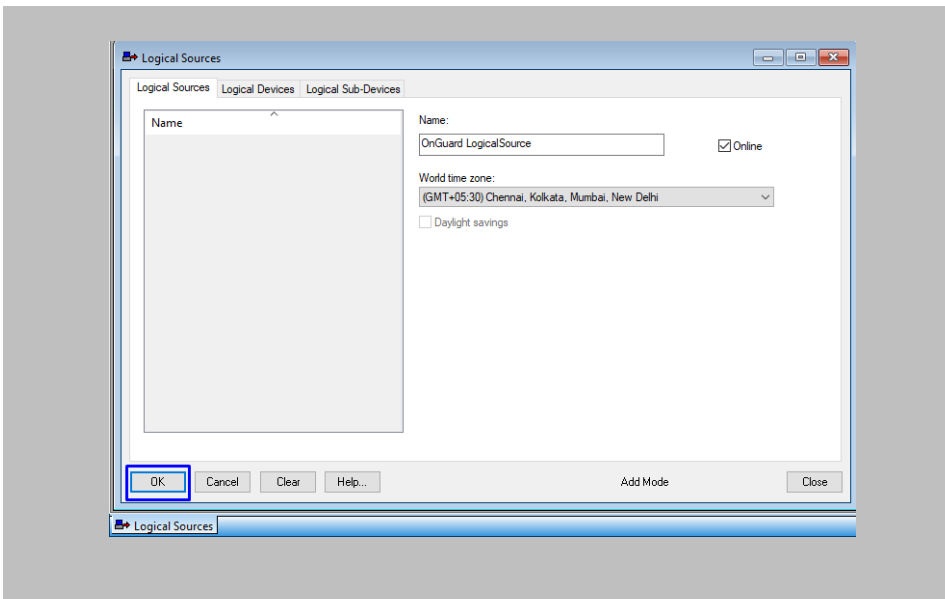 Logical Sources
Logical Sources Logical Devices Logical Sub-Devices
Name
Name:
OnGuard LogicalSource
Online
World time zone:
(GMT+05:30) Chennai, Kolkata, Mumbai, New Delhi
Daylight savings
OK Cancel Clear Help... Add Mode Close
Logical Sources